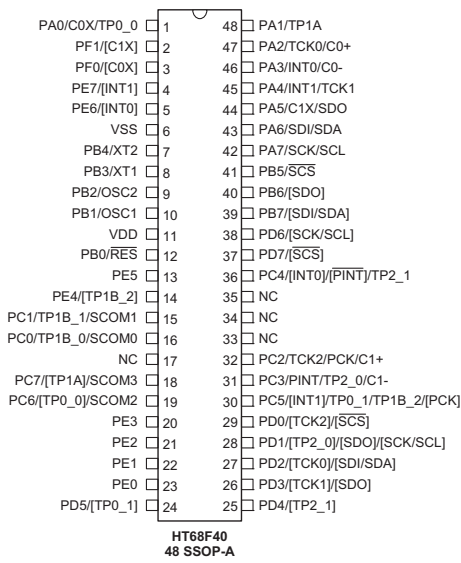 PA0/C0X/TP0_0 1 48 PA1/TP1A
PF1/[C1X] 2 47 PA2/TCK0/C0+
PF0/[C0X] 3 46 PA3/INT0/C0-
PE7/[INT1] 4 45 PA4/INT1/TCK1
PE6/[INT0] 5 44 PA5/C1X/SDO
VSS 6 43 PA6/SDI/SDA
PB4/XT2 7 42 PA7/SCK/SCL
PB3/XT1 8 41 PB5/SCS
PB2/OSC2 9 40 PB6/[SDO]
PB1/OSC1 10 39 PB7/[SDI/SDA]
VDD 11 38 PD6/[SCK/SCL]
PB0/RES 12 37 PD7/[SCS]
PE5 13 36 PC4/[INT0]/[PINT]/TP2_1
PE4/[TP1B_2] 14 35 NC
PC1/TP1B_1/SCOM1 15 34 NC
PC0/TP1B_0/SCOM0 16 33 NC
NC 17 32 PC2/TCK2/PCK/C1+
PC7/[TP1A]/SCOM3 18 31 PC3/PINT/TP2_0/C1-
PC6/[TP0_0]/SCOM2 19 30 PC5/[INT1]/TP0_1/TP1B_2/[PCK]
PE3 20 29 PD0/[TCK2]/[SCS]
PE2 21 28 PD1/[TP2_0]/[SDO]/[SCK/SCL]
PE1 22 27 PD2/[TCK0]/[SDI/SDA]
PE0 23 26 PD3/[TCK1]/[SDO]
PD5/[TP0_1] 24 25 PD4/[TP2_1]
HT68F40
48 SSOP-A